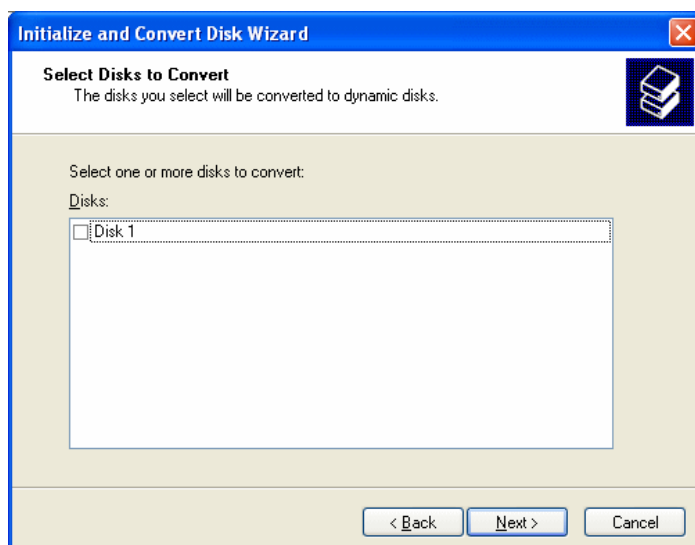 Initialize and Convert Disk Wizard
Select Disks to Convert
The disks you select will be converted to dynamic disks.
Select one or more disks to convert:
Disks:
Disk 1
< Back
Next >
Cancel